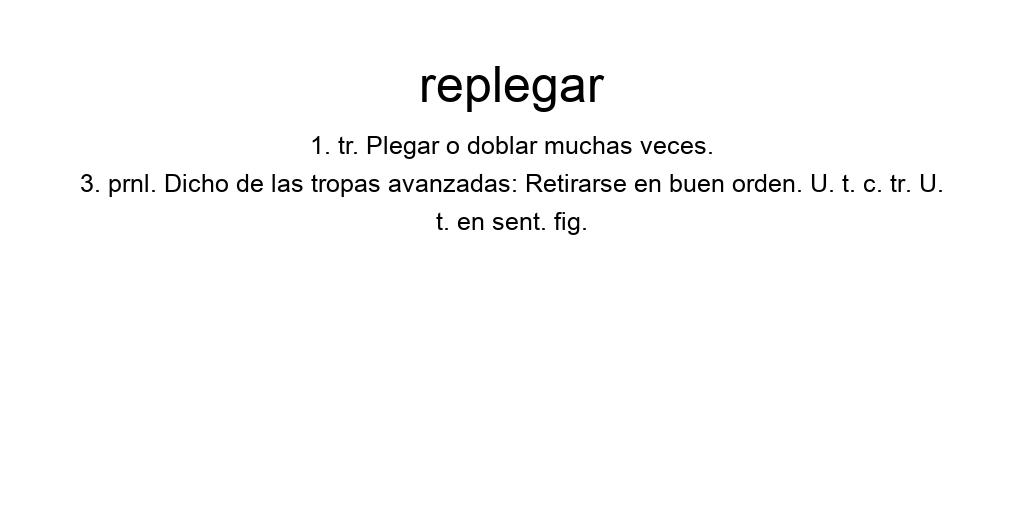 replegar
1. tr. Plegar o doblar muchas veces.
3. prnl. Dicho de las tropas avanzadas: Retirarse en buen orden. U. t. c. tr. U.
t. en sent. fig.